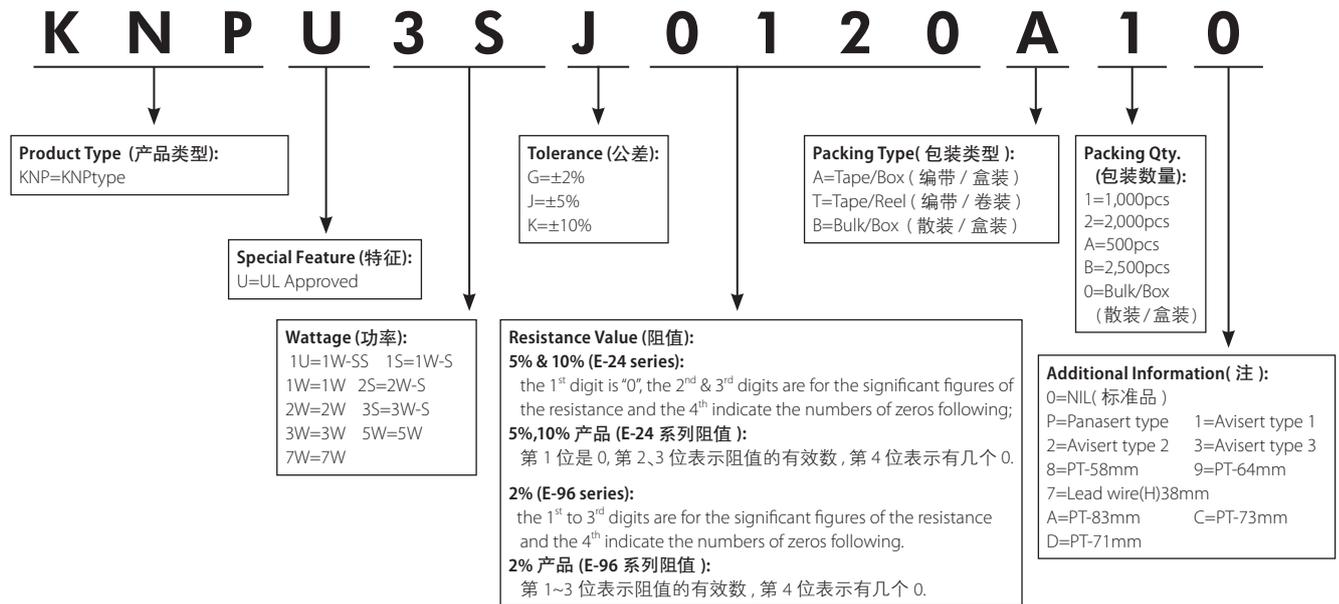 K N P U 3 S J 0 1 2 0 A 1 0
Product Type (产品类型):
KNP=KNPtype
Special Feature (特征):
U=UL Approved
Wattage (功率):
1U=1W-SS 1S=1W-S
1W=1W 2S=2W-S
2W=2W 3S=3W-S
3W=3W 5W=5W
7W=7W
Tolerance (公差):
G=±2%
J=±5%
K=±10%
Resistance Value (阻值):
5% & 10% (E-24 series):
the 1st digit is “0”, the 2nd & 3rd digits are for the significant figures of
the resistance and the 4th indicate the numbers of zeros following;
5%,10% 产品 (E-24 系列阻值 ):
第 1 位是 0, 第 2、3 位表示阻值的有效数 , 第 4 位表示有几个 0.
2% (E-96 series):
the 1st to 3rd digits are for the significant figures of the resistance
and the 4th indicate the numbers of zeros following.
2% 产品 (E-96 系列阻值 ):
第 1~3 位表示阻值的有效数 , 第 4 位表示有几个 0.
Packing Type( 包装类型 ):
A=Tape/Box ( 编带 / 盒装 )
T=Tape/Reel ( 编带 / 卷装 )
B=Bulk/Box ( 散装 / 盒装 )
Packing Qty.
(包装数量):
1=1,000pcs
2=2,000pcs
A=500pcs
B=2,500pcs
0=Bulk/Box
（散装 / 盒装）
Additional Information( 注 ):
0=NIL( 标准品 )
P=Panasert type 1=Avisert type 1
2=Avisert type 2 3=Avisert type 3
8=PT-58mm 9=PT-64mm
7=Lead wire(H)38mm
A=PT-83mm C=PT-73mm
D=PT-71mm